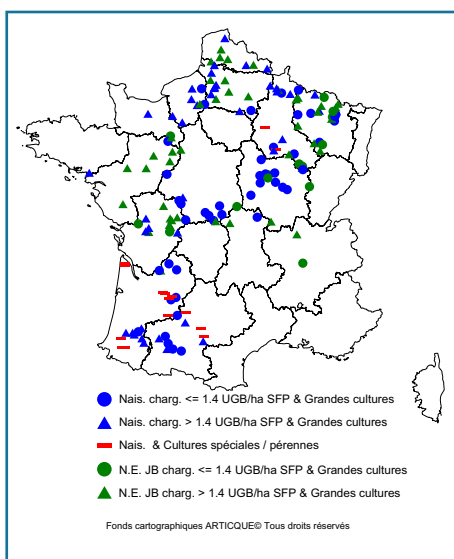 Nais. charg. <= 1.4 UGB/ha SFP & Grandes cultures
Nais. charg. > 1.4 UGB/ha SFP & Grandes cultures
Nais. & Cultures spéciales / pérennes
N.E. JB charg. <= 1.4 UGB/ha SFP & Grandes cultures
N.E. JB charg. > 1.4 UGB/ha SFP & Grandes cultures
Fonds cartographiques ARTICQUE© Tous droits réservés